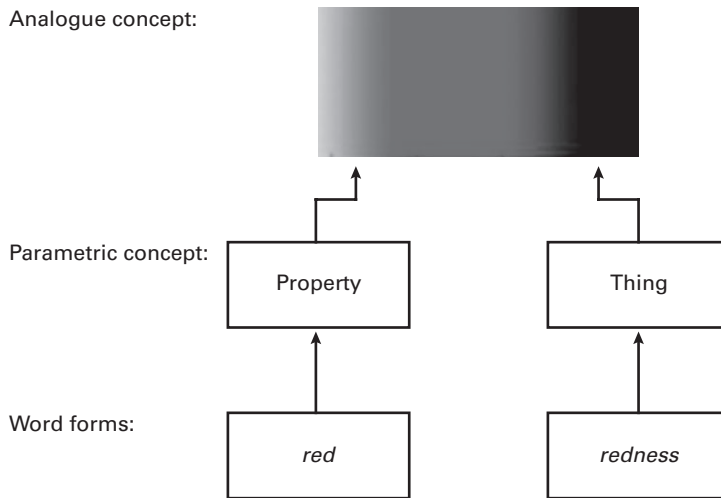 Analogue concept:
Parametric concept:
Property
Thing
Word forms:
red
redness